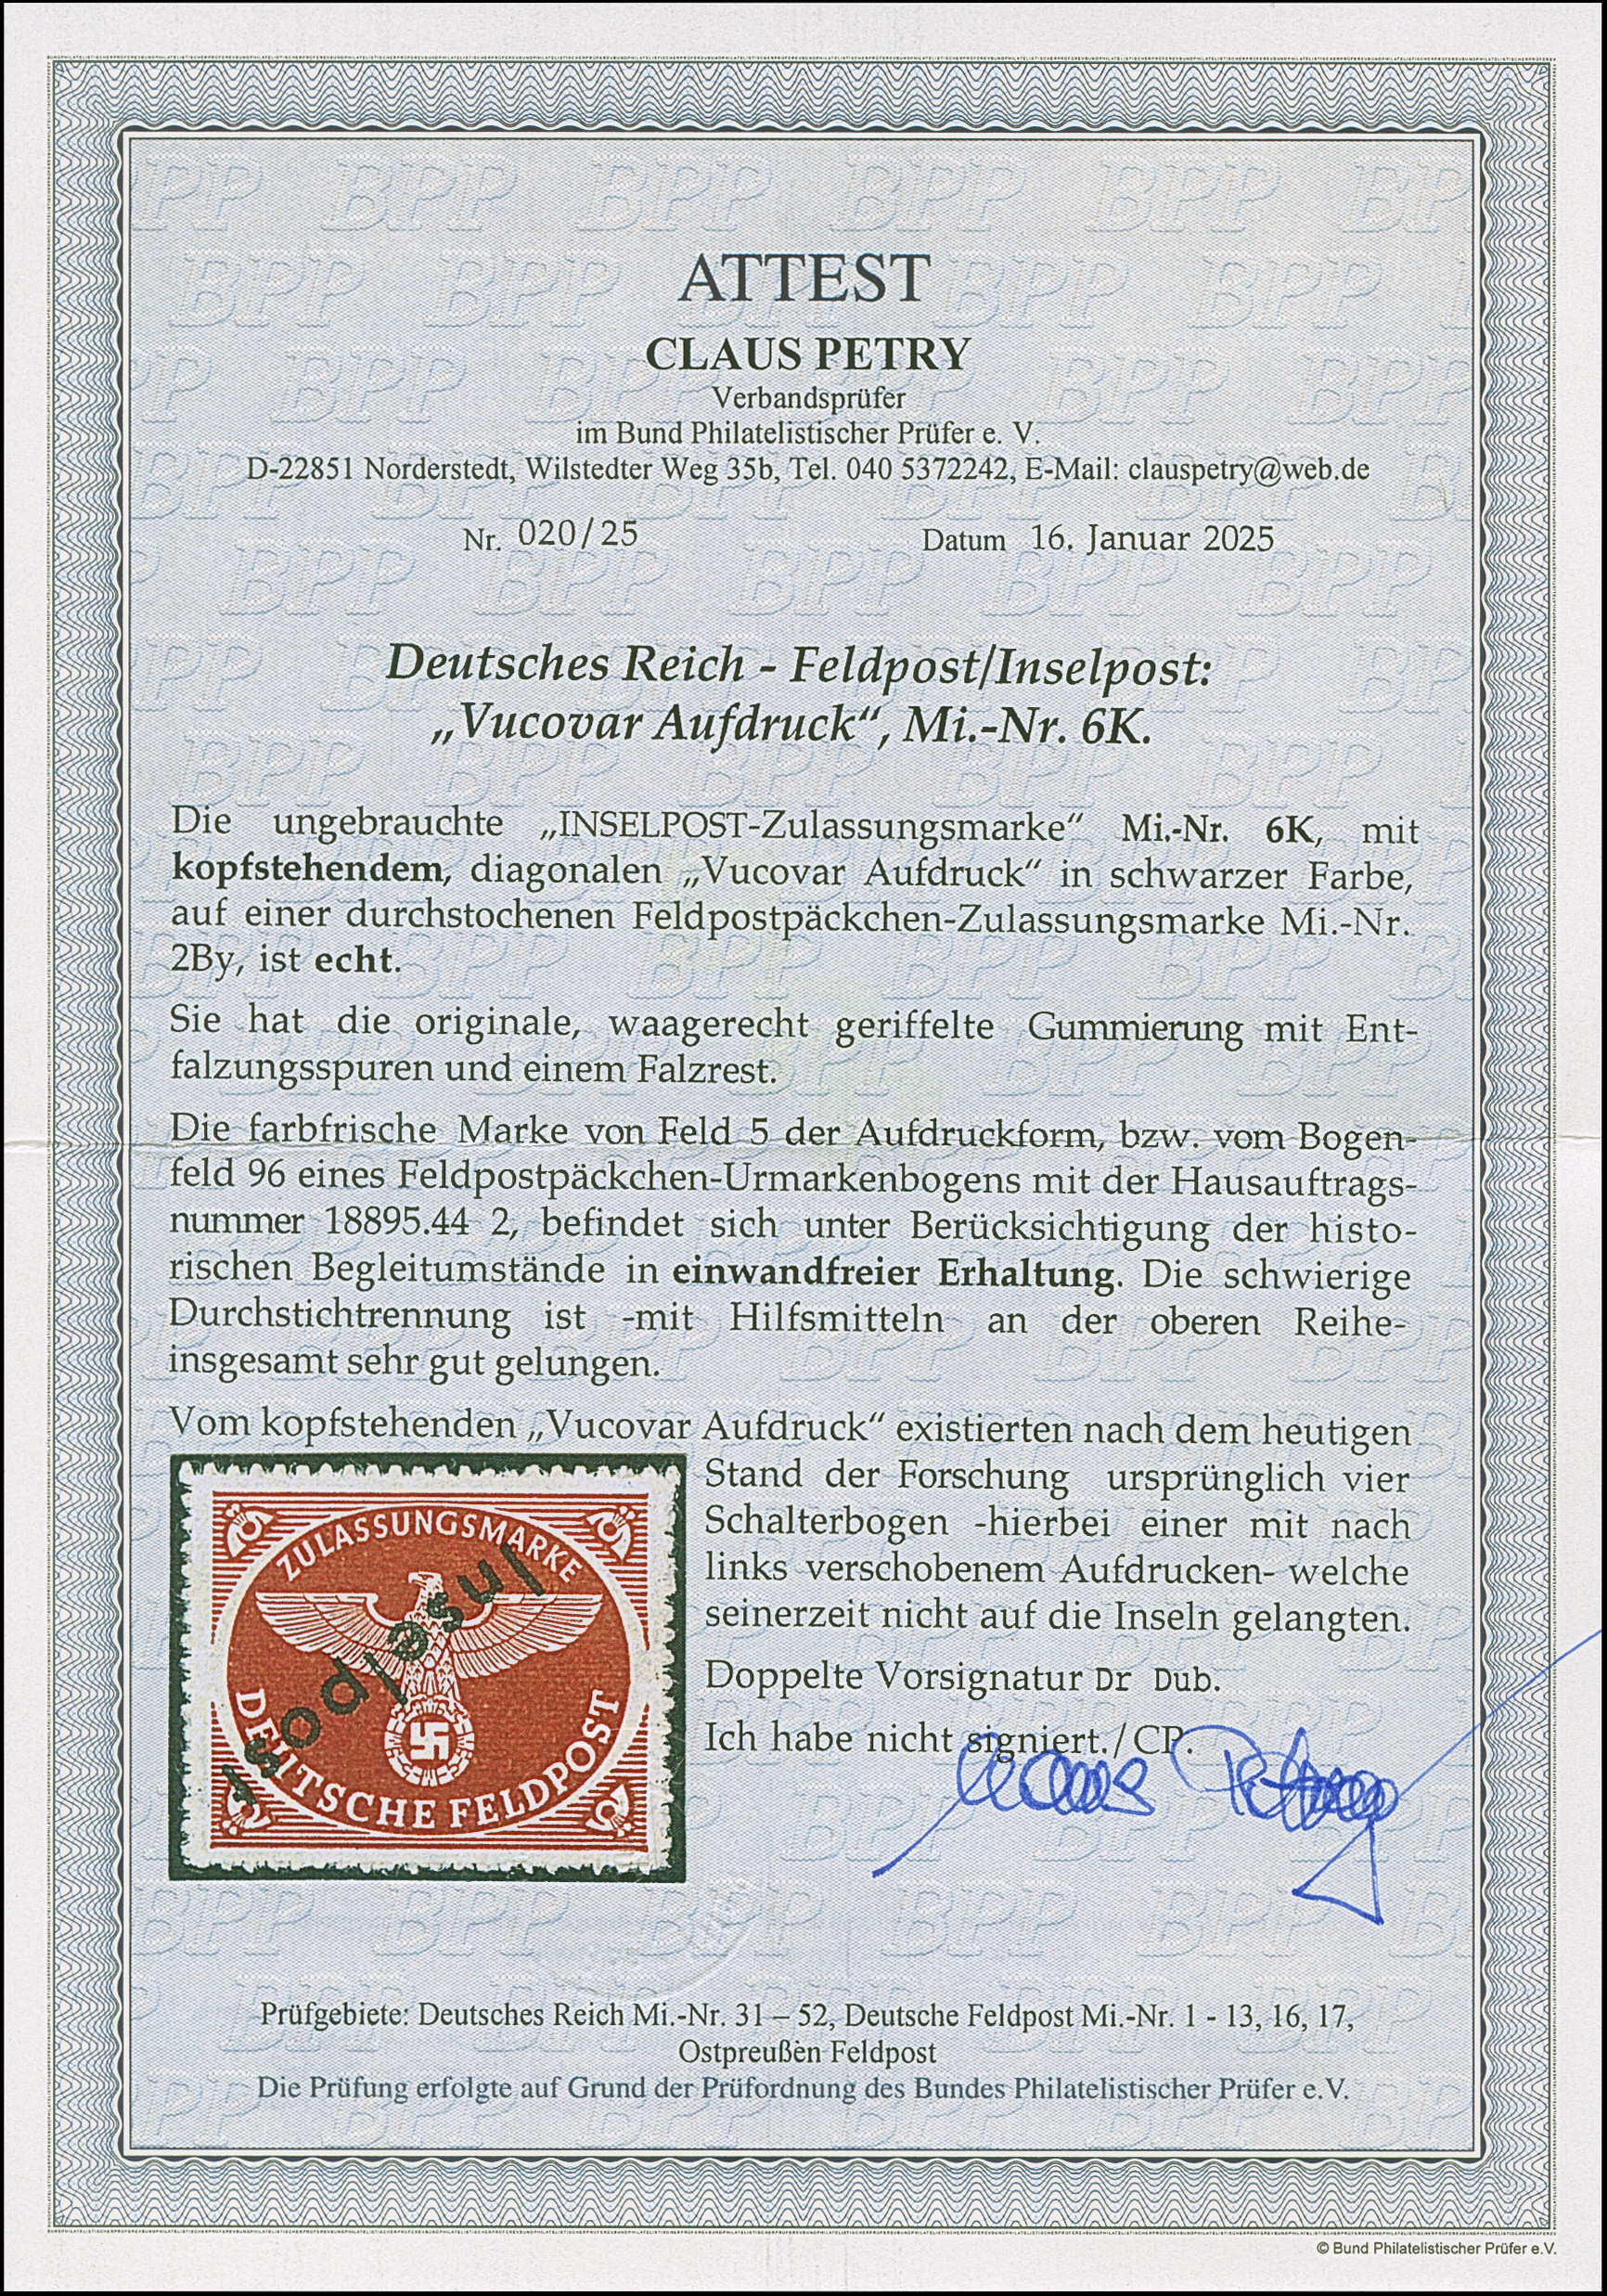 ATTEST
CLAUS PETRY
Verbandsprüfer
im Bund Philatelistischer Prüfer e. V.
D-22851 Norderstedt, Wilstedter Weg 35b, Tel. 040 5372242, E-Mail: clauspetry@web.de
Nr. 020/25 Datum 16. Januar 2025
Deutsches Reich - Feldpost/Inselpost:
„Vucovar Aufdruck“, Mi.-Nr. 6K.
Die ungebrauchte „INSELPOST-Zulassungsmarke“ Mi.-Nr. 6K, mit
kopfstehendem, diagonalen „Vucovar Aufdruck“ in schwarzer Farbe,
auf einer durchstochenen Feldpostpäckchen-Zulassungsmarke Mi.-Nr.
2By, ist echt.
Sie hat die originale, waagerecht geriffelte Gummierung mit Ent-
falzungsspuren und einem Falzrest.
Die farbfrische Marke von Feld 5 der Aufdruckform, bzw. vom Bogen-
feld 96 eines Feldpostpäckchen-Urmarkenbogens mit der Hausauftrags-
nummer 18895.44 2, befindet sich unter Berücksichtigung der histo-
rischen Begleitumstände in einwandfreier Erhaltung. Die schwierige
Durchstichtrennung ist -mit Hilfsmitteln an der oberen Reihe-
insgesamt sehr gut gelungen.
Vom kopfstehenden „Vucovar Aufdruck“ existierten nach dem heutigen
Stand der Forschung ursprünglich vier
Schalterbogen -hierbei einer mit nach
links verschobenem Aufdrucken- welche
seinerzeit nicht auf die Inseln gelangten.
Doppelte Vorsignatur Dr Dub.
Ich habe nicht signiert./CP.
Claus Petry
ZULASSUNGSMARKE
Inselpost
DEUTSCHE FELDPOST
Prüfgebiete: Deutsches Reich Mi.-Nr. 31 – 52, Deutsche Feldpost Mi.-Nr. 1 - 13, 16, 17,
Ostpreußen Feldpost
Die Prüfung erfolgte auf Grund der Prüfordnung des Bundes Philatelistischer Prüfer e.V.
© Bund Philatelistischer Prüfer e.V.